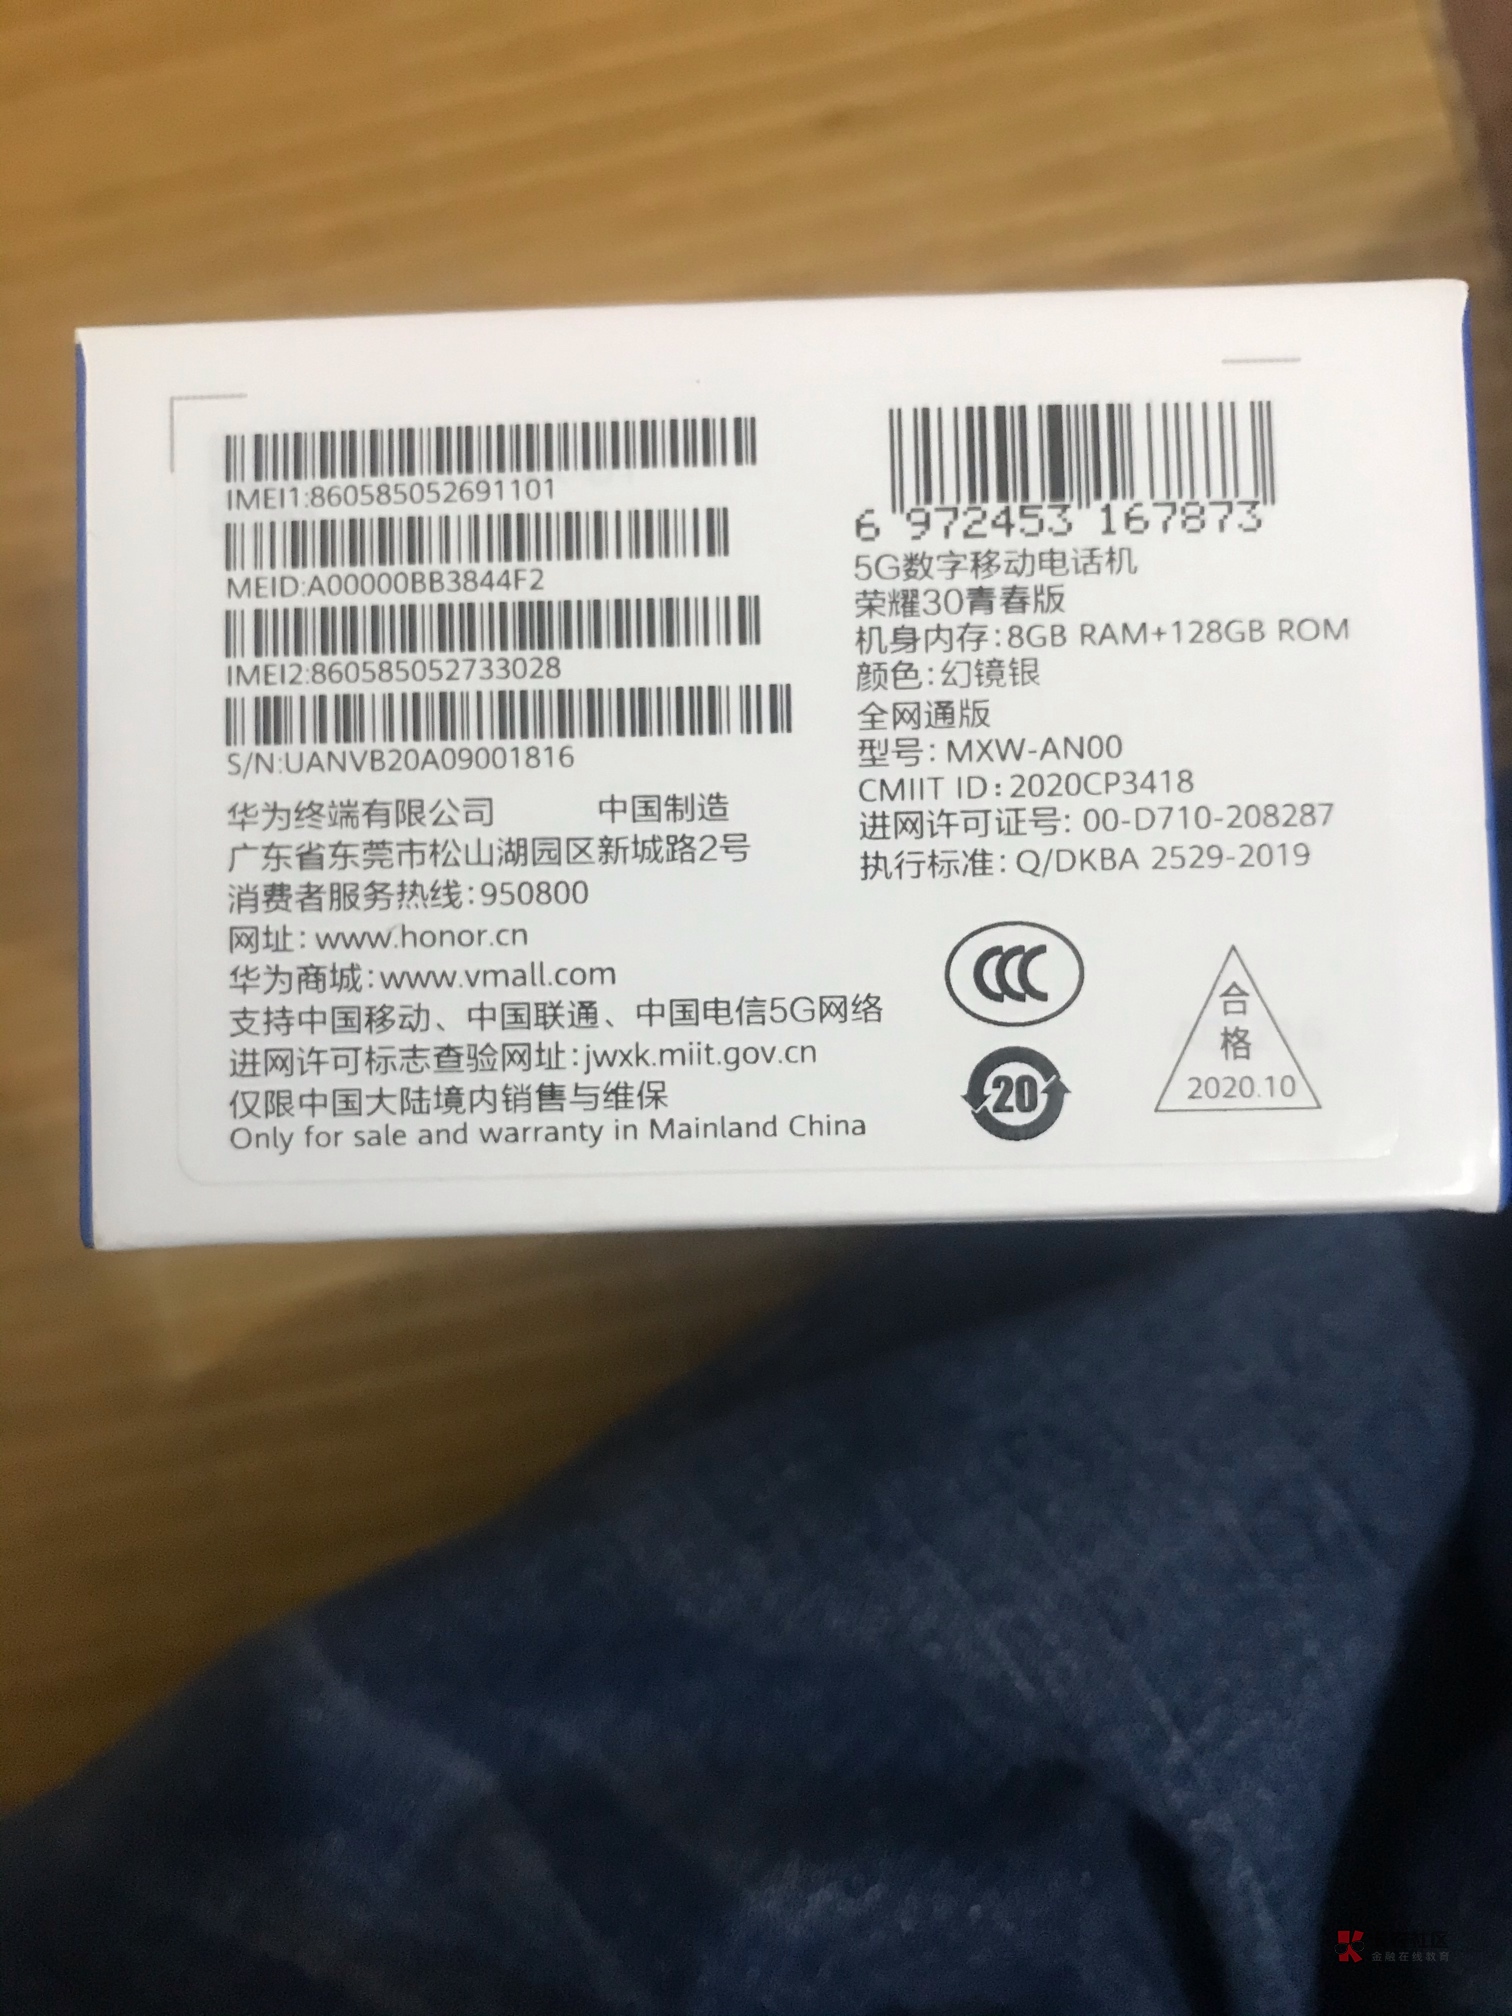 IMEI1:860585052691101
MEID:A00000BB3844F2
IMEI2:860585052733028
S/N:UANVB20A09001816
华为终端有限公司 中国制造
广东省东莞市松山湖园区新城路2号
消费者服务热线:950800
网址: www.honor.cn
华为商城:www.vmall.com
支持中国移动、中国联通、中国电信5G网络
进网许可标志查验网址:jwxk.miit.gov.cn
仅限中国大陆境内销售与维保
Only for sale and warranty in Mainland China
6 972453 167873
5G数字移动电话机
荣耀30青春版
机身内存:8GB RAM+128GB ROM
颜色:幻镜银
全网通版
型号: MXW-AN00
CMIIT ID:2020CP3418
进网许可证号: 00-D710-208287
执行标准: Q/DKBA 2529-2019
CCC
20
合
格
2020.10
金融在线教育